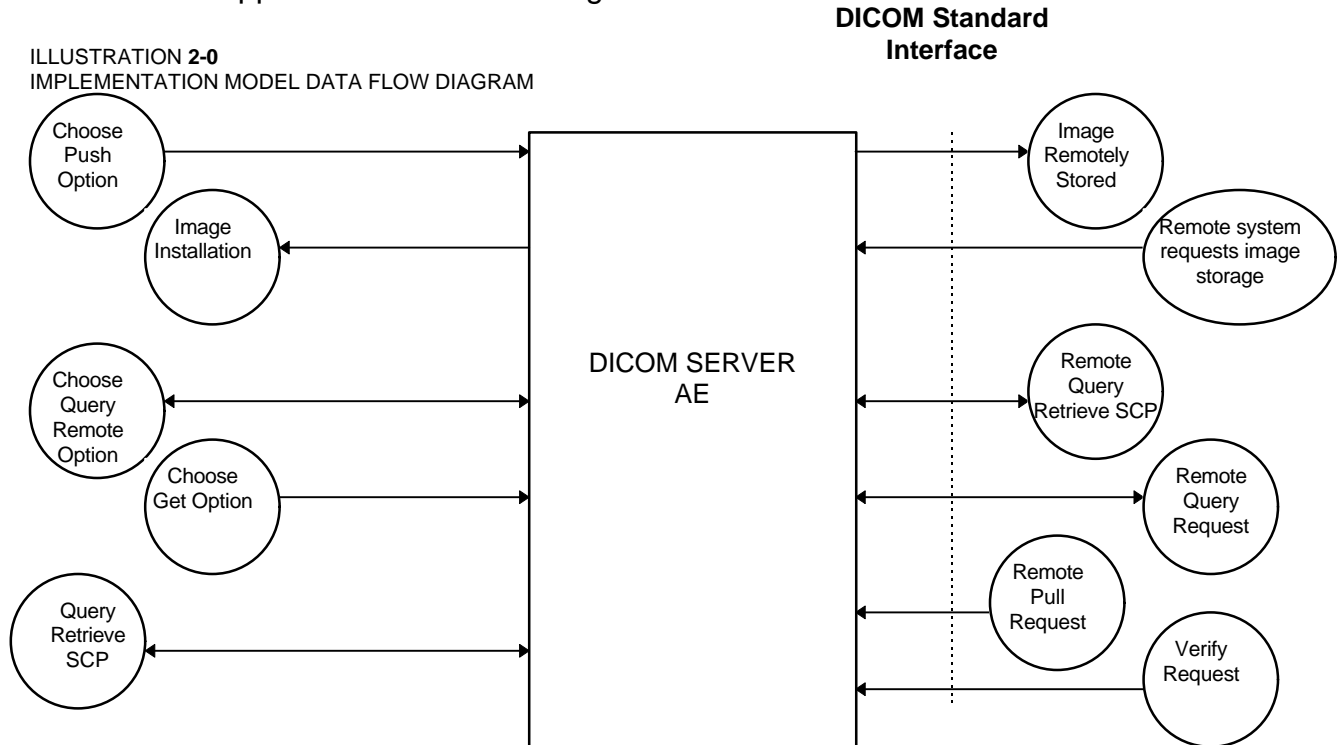 DICOM Standard
Interface
ILLUSTRATION 2-0
IMPLEMENTATION MODEL DATA FLOW DIAGRAM
Choose
Push
Option
Image
Installation
Choose
Query
Remote
Option
Choose
Get Option
Query
Retrieve
SCP
DICOM SERVER
AE
Image
Remotely
Stored
Remote system
requests image
storage
Remote
Query
Retrieve SCP
Remote
Query
Request
Remote
Pull
Request
Verify
Request